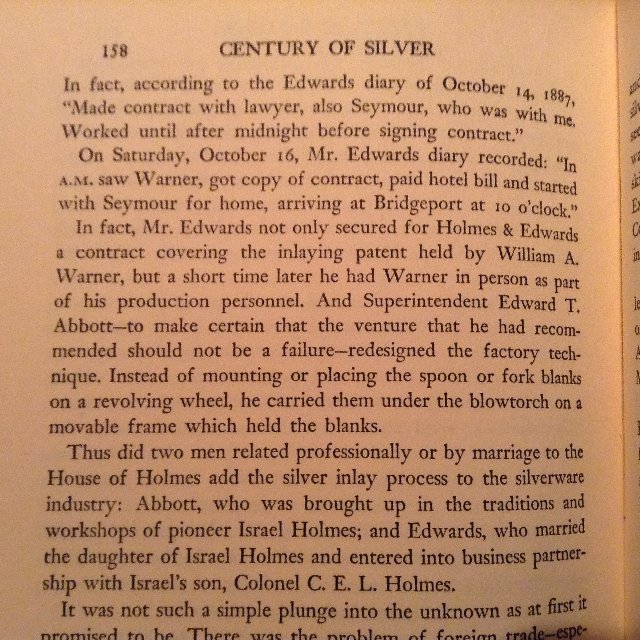 158 CENTURY OF SILVER
In fact, according to the Edwards diary of October 14, 1887,
"Made contract with lawyer, also Seymour, who was with me.
Worked until after midnight before signing contract."
On Saturday, October 16, Mr. Edwards diary recorded: "In
A.M. saw Warner, got copy of contract, paid hotel bill and started
with Seymour for home, arriving at Bridgeport at 10 o'clock."
In fact, Mr. Edwards not only secured for Holmes & Edwards
a contract covering the inlaying patent held by William A.
Warner, but a short time later he had Warner in person as part
of his production personnel. And Superintendent Edward T.
Abbott—to make certain that the venture that he had recom-
mended should not be a failure—redesigned the factory tech-
nique. Instead of mounting or placing the spoon or fork blanks
on a revolving wheel, he carried them under the blowtorch on a
movable frame which held the blanks.
Thus did two men related professionally or by marriage to the
House of Holmes add the silver inlay process to the silverware
industry: Abbott, who was brought up in the traditions and
workshops of pioneer Israel Holmes; and Edwards, who married
the daughter of Israel Holmes and entered into business partner-
ship with Israel's son, Colonel C. E. L. Holmes.
It was not such a simple plunge into the unknown as at first it
promised to be. There was the problem of foreign trade—espe-